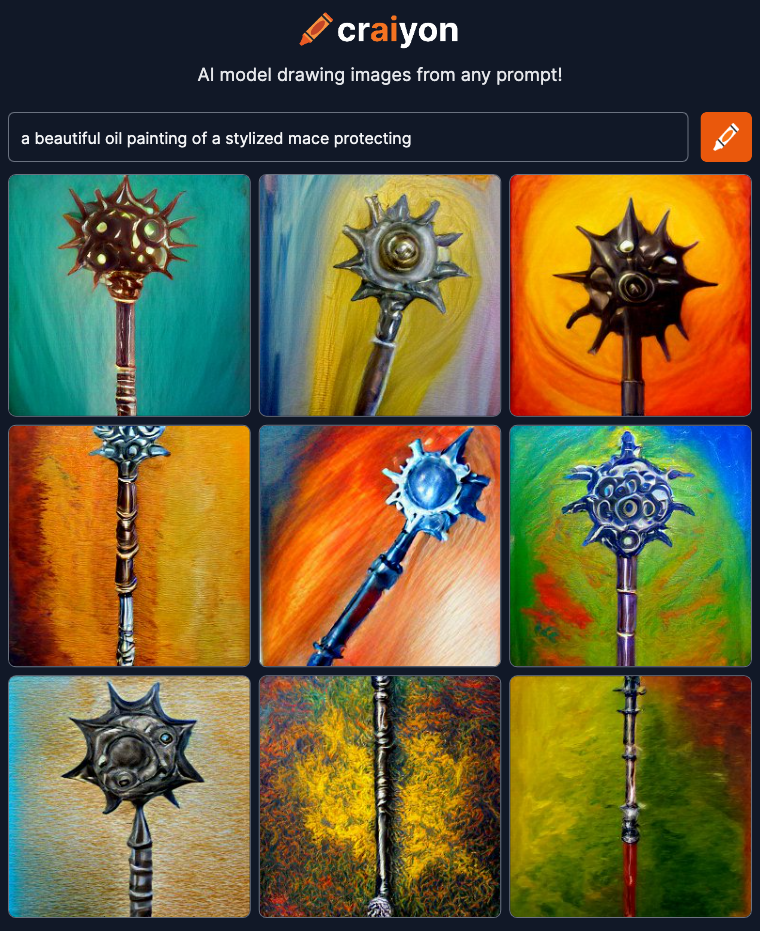 craiyon
AI model drawing images from any prompt!
a beautiful oil painting of a stylized mace protecting